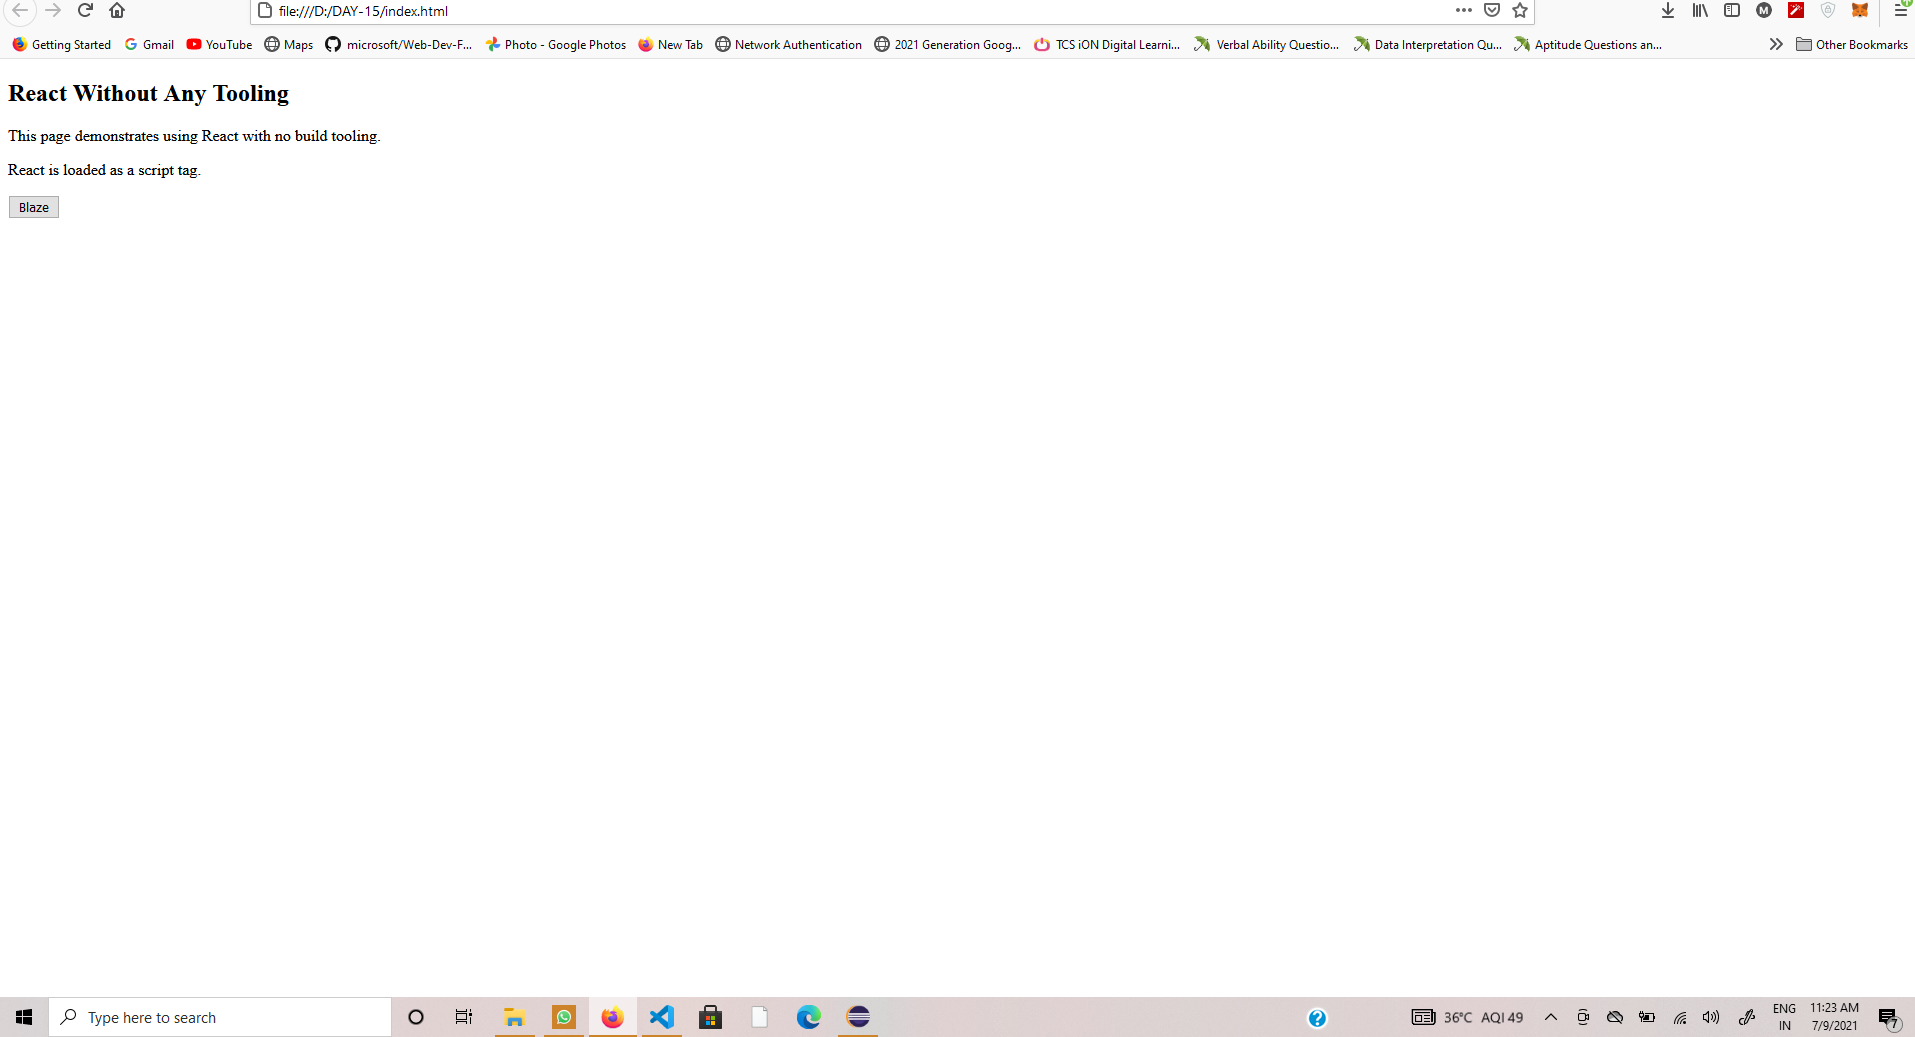 file:///D:/DAY-15/index.html
Getting Started Gmail YouTube Maps microsoft/Web-Dev-F... Photo - Google Photos New Tab Network Authentication 2021 Generation Goog... TCS iON Digital Learni... Verbal Ability Questio... Data Interpretation Qu... Aptitude Questions an... Other Bookmarks
React Without Any Tooling
This page demonstrates using React with no build tooling.
React is loaded as a script tag.
Blaze
Type here to search
36°C AQI 49
ENG
IN
11:23 AM
7/9/2021
7